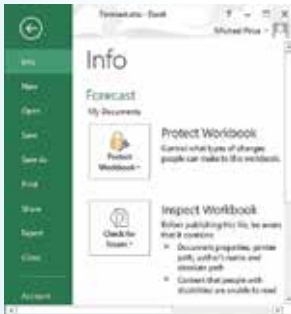 Forecast.xlsx - Excel
Michael Price
Info
New
Open
Save
Save As
Print
Share
Export
Close
Account
Info
Forecast
My Documents
Protect
Workbook
Protect Workbook
Control what types of changes
people can make to this workbook.
Check for
Issues
Inspect Workbook
Before publishing this file, be aware
that it contains:
Document properties, printer
path, author's name and
absolute path
Content that people with
disabilities are unable to read